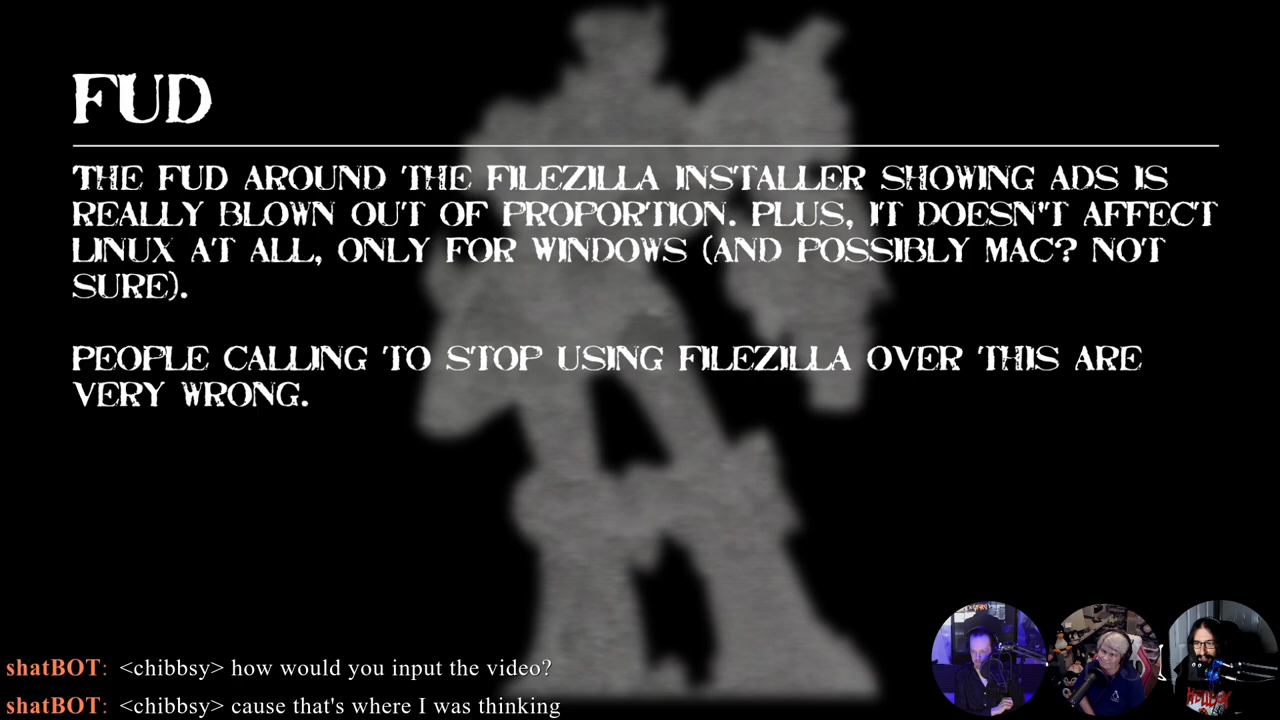 FUD
THE FUD AROUND THE FILEZILLA INSTALLER SHOWING ADS IS
REALLY BLOWN OUT OF PROPORTION. PLUS, IT DOESN'T AFFECT
LINUX AT ALL, ONLY FOR WINDOWS (AND POSSIBLY MAC? NOT
SURE).
PEOPLE CALLING TO STOP USING FILEZILLA OVER THIS ARE
VERY WRONG.
shatBOT: <chibbsy> how would you input the video?
shatBOT: <chibbsy> cause that's where I was thinking